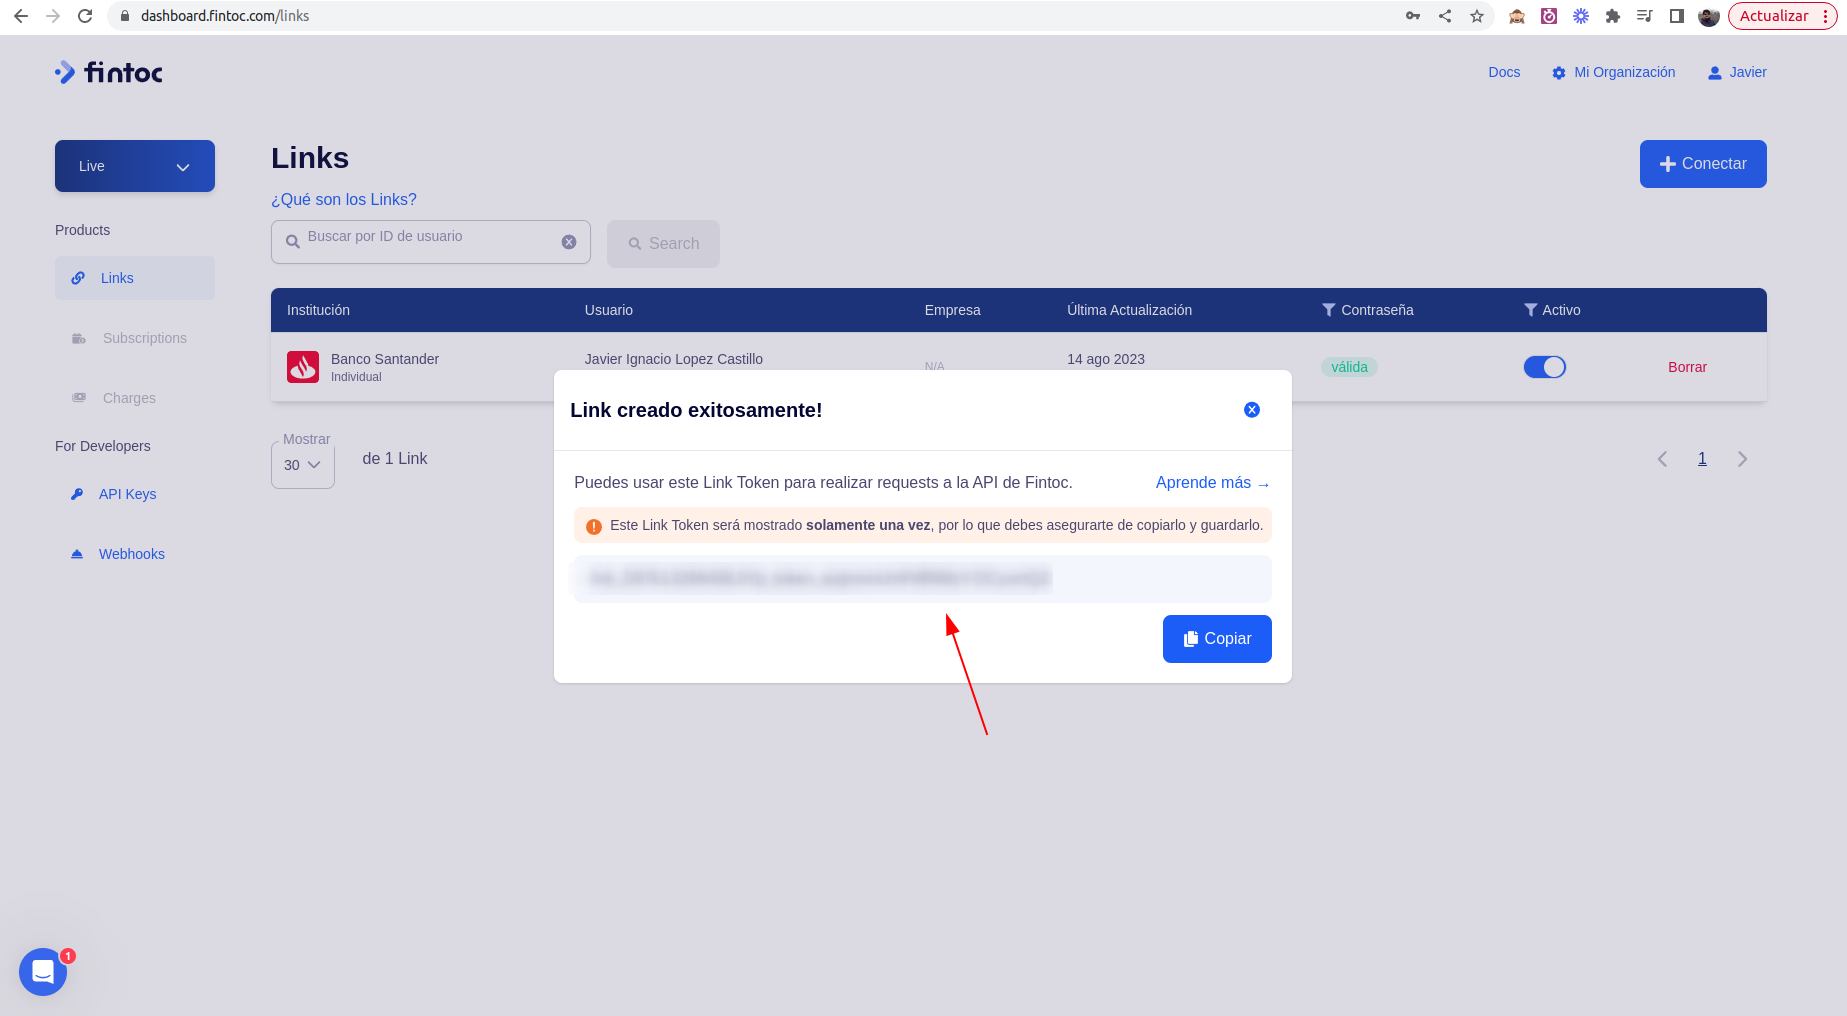 dashboard.fintoc.com/links
Actualizar
fintoc
Docs
Mi Organización
Javier
Live
Links
Conectar
¿Qué son los Links?
Buscar por ID de usuario
Search
Products
Links
Subscriptions
Charges
For Developers
API Keys
Webhooks
Institución
Usuario
Empresa
Última Actualización
Contraseña
Activo
Banco Santander
Individual
Javier Ignacio Lopez Castillo
N/A
14 ago 2023
válida
Borrar
Mostrar
30
de 1 Link
1
Link creado exitosamente!
Puedes usar este Link Token para realizar requests a la API de Fintoc.
Aprende más →
Este Link Token será mostrado solamente una vez, por lo que debes asegurarte de copiarlo y guardarlo.
Copiar
1